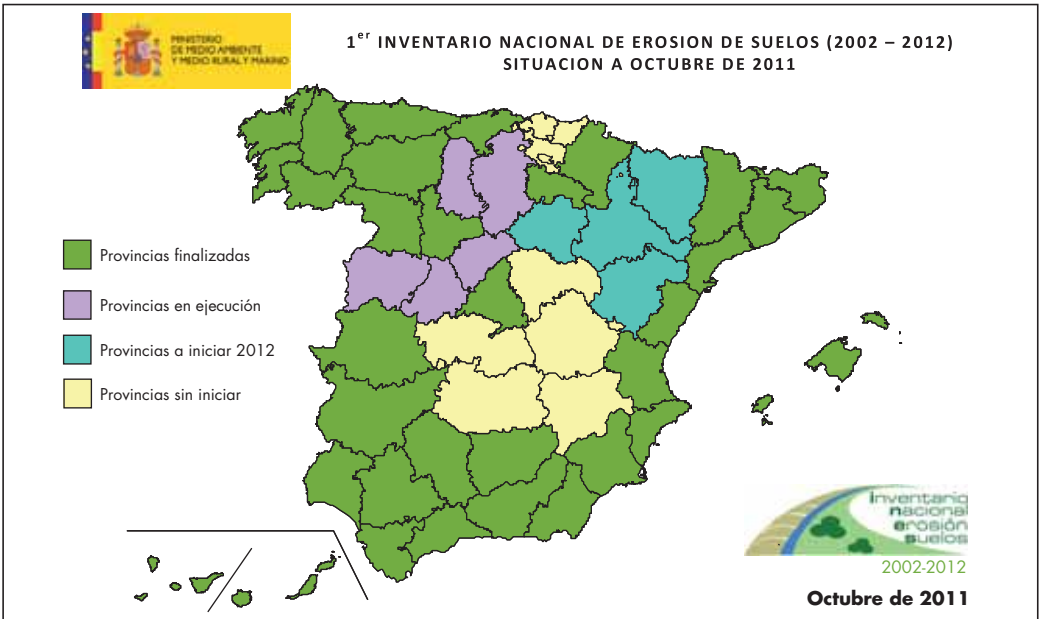 MINISTERIO
DE MEDIO AMBIENTE
Y MEDIO RURAL Y MARINO
1er INVENTARIO NACIONAL DE EROSION DE SUELOS (2002 – 2012)
SITUACION A OCTUBRE DE 2011
Provincias finalizadas
Provincias en ejecución
Provincias a iniciar 2012
Provincias sin iniciar
inventario
nacional
erosión
suelos
2002-2012
Octubre de 2011